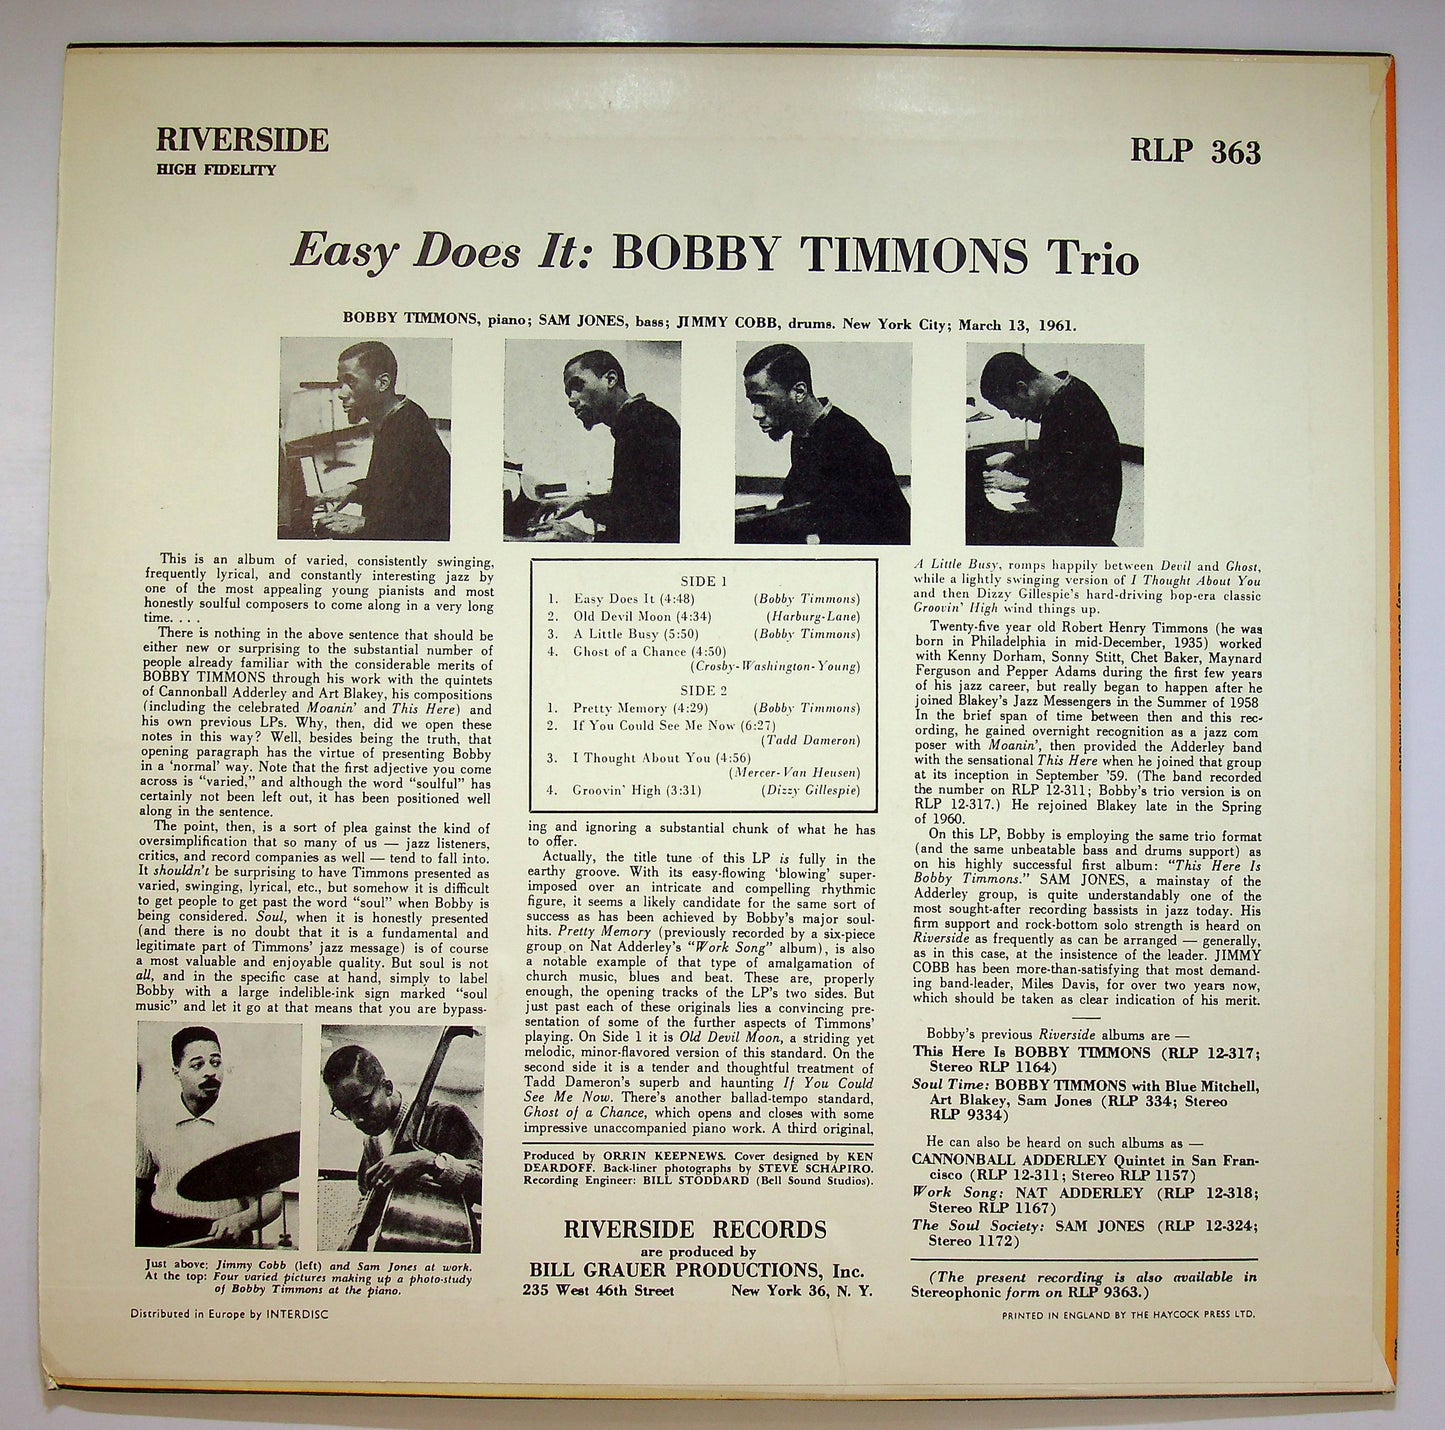 RIVERSIDE
HIGH FIDELITY
RLP 363
Easy Does It: BOBBY TIMMONS Trio
BOBBY TIMMONS, piano; SAM JONES, bass; JIMMY COBB, drums. New York City; March 13, 1961.
This is an album of varied, consistently swinging,
frequently lyrical, and constantly interesting jazz by
one of the most appealing young pianists and most
honestly soulful composers to come along in a very long
time. . . .
There is nothing in the above sentence that should be
either new or surprising to the substantial number of
people already familiar with the considerable merits of
BOBBY TIMMONS through his work with the quintets
of Cannonball Adderley and Art Blakey, his compositions
(including the celebrated Moanin' and This Here) and
his own previous LPs. Why, then, did we open these
notes in this way? Well, besides being the truth, that
opening paragraph has the virtue of presenting Bobby
in a 'normal' way. Note that the first adjective you come
across is "varied," and although the word "soulful" has
certainly not been left out, it has been positioned well
along in the sentence.
The point, then, is a sort of plea gainst the kind of
oversimplification that so many of us — jazz listeners,
critics, and record companies as well — tend to fall into.
It shouldn't be surprising to have Timmons presented as
varied, swinging, lyrical, etc., but somehow it is difficult
to get people to get past the word "soul" when Bobby is
being considered. Soul, when it is honestly presented
(and there is no doubt that it is a fundamental and
legitimate part of Timmons' jazz message) is of course
a most valuable and enjoyable quality. But soul is not
all, and in the specific case at hand, simply to label
Bobby with a large indelible-ink sign marked "soul
music" and let it go at that means that you are bypass-
Just above: Jimmy Cobb (left) and Sam Jones at work.
At the top: Four varied pictures making up a photo-study
of Bobby Timmons at the piano.
Distributed in Europe by INTERDISC
SIDE 1
1. Easy Does It (4:48) (Bobby Timmons)
2. Old Devil Moon (4:34) (Harburg-Lane)
3. A Little Busy (5:50) (Bobby Timmons)
4. Ghost of a Chance (4:50)
(Crosby-Washington-Young)
SIDE 2
1. Pretty Memory (4:29) (Bobby Timmons)
2. If You Could See Me Now (6:27)
(Tadd Dameron)
3. I Thought About You (4:56)
(Mercer-Van Heusen)
4. Groovin' High (3:31) (Dizzy Gillespie)
ing and ignoring a substantial chunk of what he has
to offer.
Actually, the title tune of this LP is fully in the
earthy groove. With its easy-flowing 'blowing' super-
imposed over an intricate and compelling rhythmic
figure, it seems a likely candidate for the same sort of
success as has been achieved by Bobby's major soul-
hits. Pretty Memory (previously recorded by a six-piece
group on Nat Adderley's "Work Song" album), is also
a notable example of that type of amalgamation of
church music, blues and beat. These are, properly
enough, the opening tracks of the LP's two sides. But
just past each of these originals lies a convincing pre-
sentation of some of the further aspects of Timmons'
playing. On Side 1 it is Old Devil Moon, a striding yet
melodic, minor-flavored version of this standard. On the
second side it is a tender and thoughtful treatment of
Tadd Dameron's superb and haunting If You Could
See Me Now. There's another ballad-tempo standard,
Ghost of a Chance, which opens and closes with some
impressive unaccompanied piano work. A third original,
Produced by ORRIN KEEPNEWS. Cover designed by KEN
DEARDOFF. Back-liner photographs by STEVE SCHAPIRO.
Recording Engineer: BILL STODDARD (Bell Sound Studios).
RIVERSIDE RECORDS
are produced by
BILL GRAUER PRODUCTIONS, Inc.
235 West 46th Street New York 36, N. Y.
A Little Busy, romps happily between Devil and Ghost,
while a lightly swinging version of I Thought About You
and then Dizzy Gillespie's hard-driving bop-era classic
Groovin' High wind things up.
Twenty-five year old Robert Henry Timmons (he was
born in Philadelphia in mid-December, 1935) worked
with Kenny Dorham, Sonny Stitt, Chet Baker, Maynard
Ferguson and Pepper Adams during the first few years
of his jazz career, but really began to happen after he
joined Blakey's Jazz Messengers in the Summer of 1958
In the brief span of time between then and this rec-
ording, he gained overnight recognition as a jazz com
poser with Moanin', then provided the Adderley band
with the sensational This Here when he joined that group
at its inception in September '59. (The band recorded
the number on RLP 12-311; Bobby's trio version is on
RLP 12-317.) He rejoined Blakey late in the Spring
of 1960.
On this LP, Bobby is employing the same trio format
(and the same unbeatable bass and drums support) as
on his highly successful first album: "This Here Is
Bobby Timmons." SAM JONES, a mainstay of the
Adderley group, is quite understandably one of the
most sought-after recording bassists in jazz today. His
firm support and rock-bottom solo strength is heard on
Riverside as frequently as can be arranged — generally,
as in this case, at the insistence of the leader. JIMMY
COBB has been more-than-satisfying that most demand-
ing band-leader, Miles Davis, for over two years now,
which should be taken as clear indication of his merit.
Bobby's previous Riverside albums are —
This Here Is BOBBY TIMMONS (RLP 12-317;
Stereo RLP 1164)
Soul Time: BOBBY TIMMONS with Blue Mitchell,
Art Blakey, Sam Jones (RLP 334; Stereo
RLP 9334)
He can also be heard on such albums as —
CANNONBALL ADDERLEY Quintet in San Fran-
cisco (RLP 12-311; Stereo RLP 1157)
Work Song: NAT ADDERLEY (RLP 12-318;
Stereo RLP 1167)
The Soul Society: SAM JONES (RLP 12-324;
Stereo 1172)
(The present recording is also available in
Stereophonic form on RLP 9363.)
PRINTED IN ENGLAND BY THE HAYCOCK PRESS LTD.